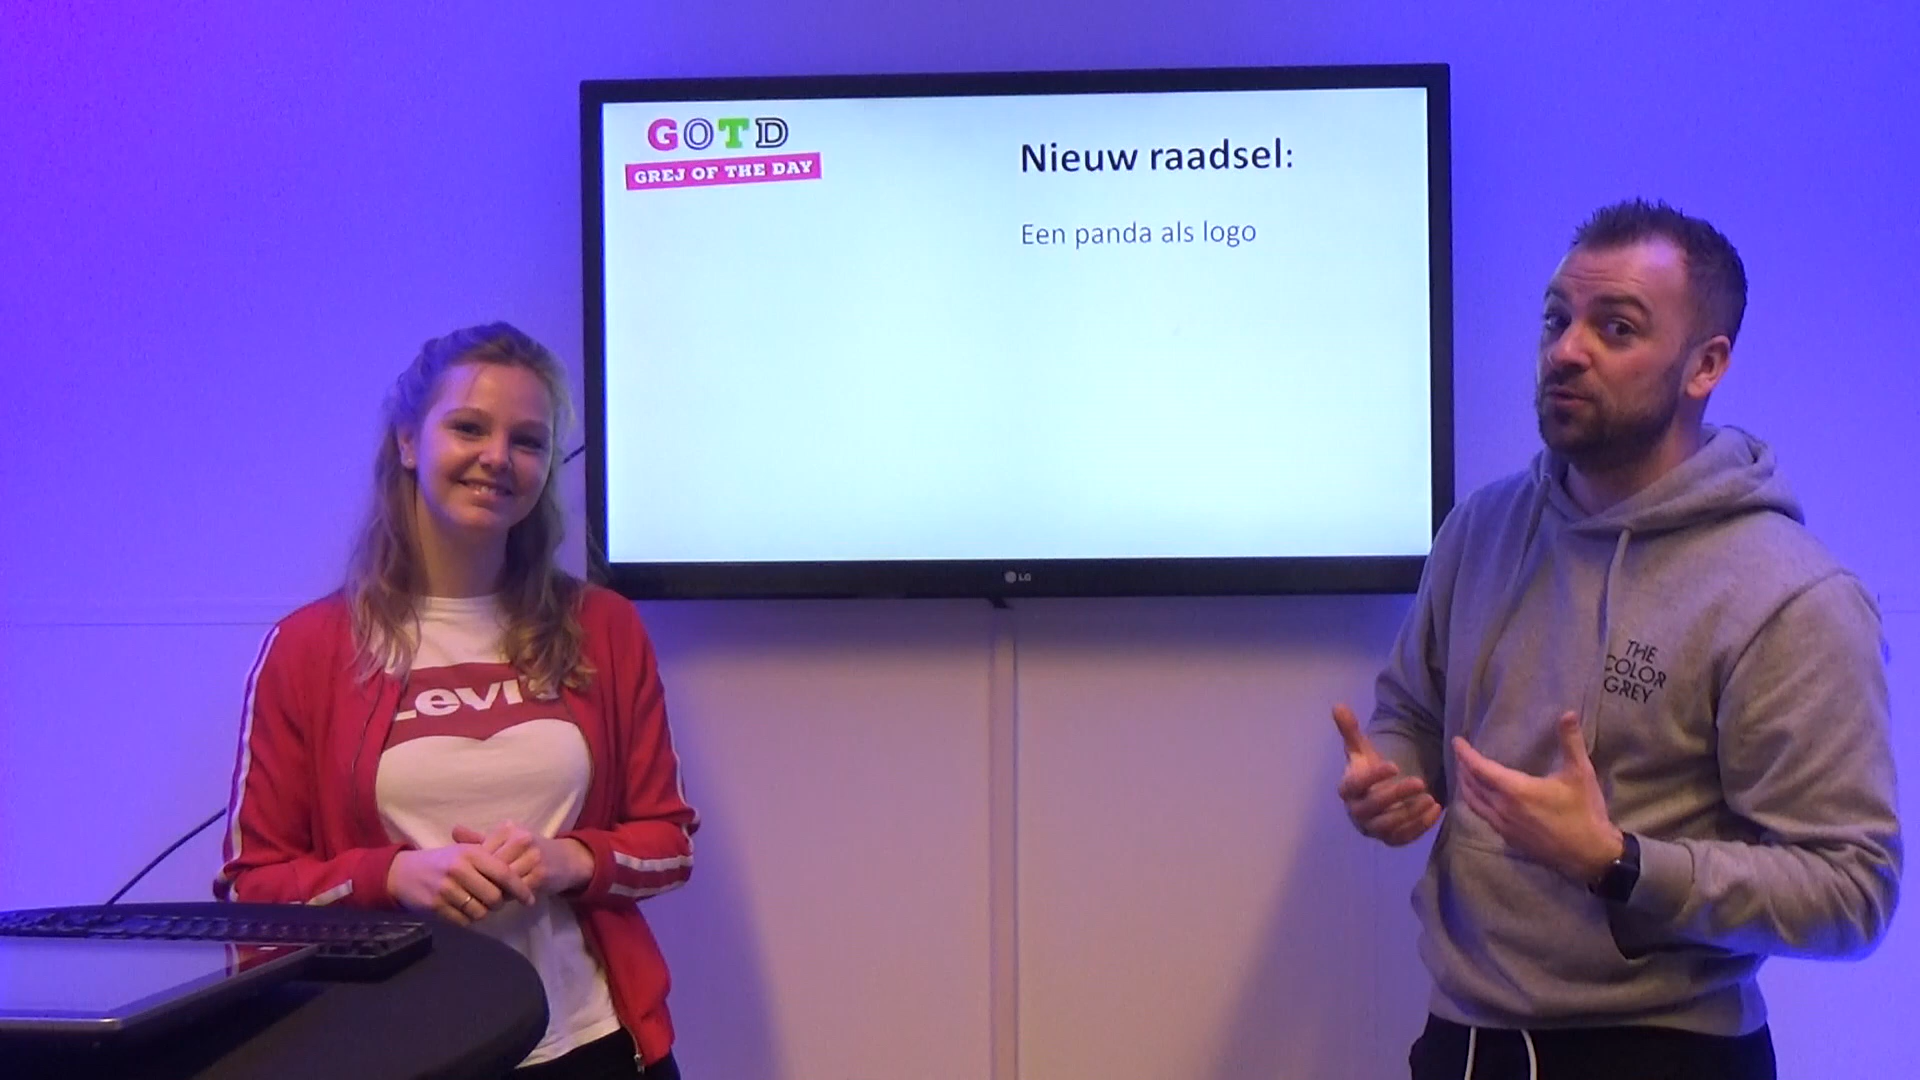 GOTD
GREJ OF THE DAY
Nieuw raadsel:
Een panda als logo
LG
Levi's
THE
COLOR
GREY